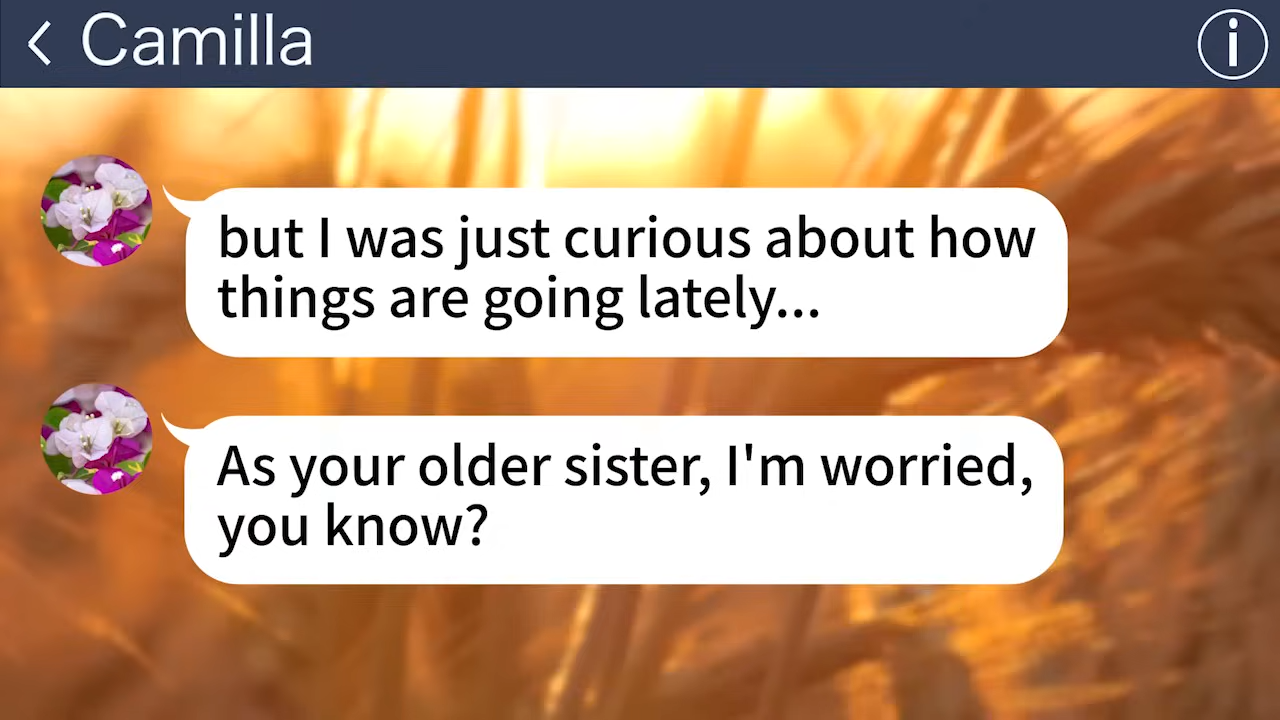 Camilla
but I was just curious about how
things are going lately...
As your older sister, I'm worried,
you know?